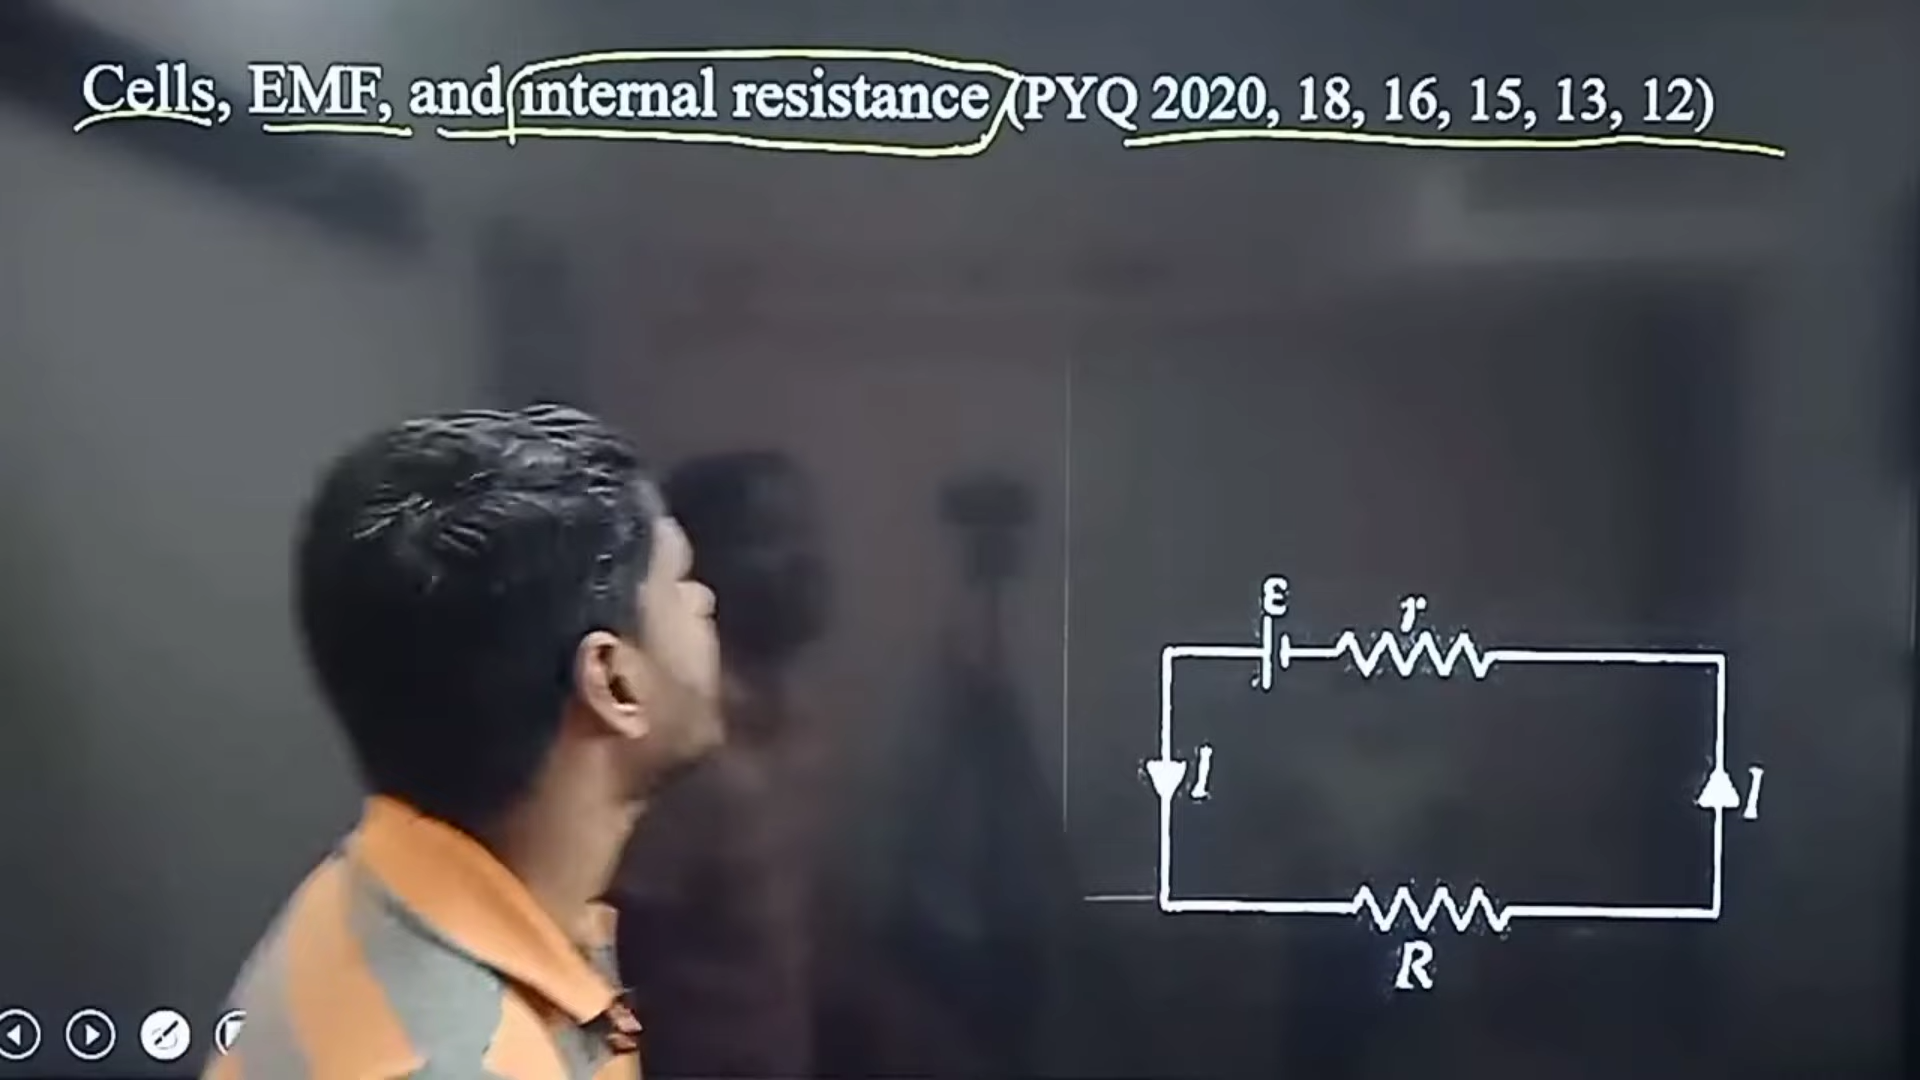 Cells, EMF, and internal resistance (PYQ 2020, 18, 16, 15, 13, 12)
ε
r
I
I
R